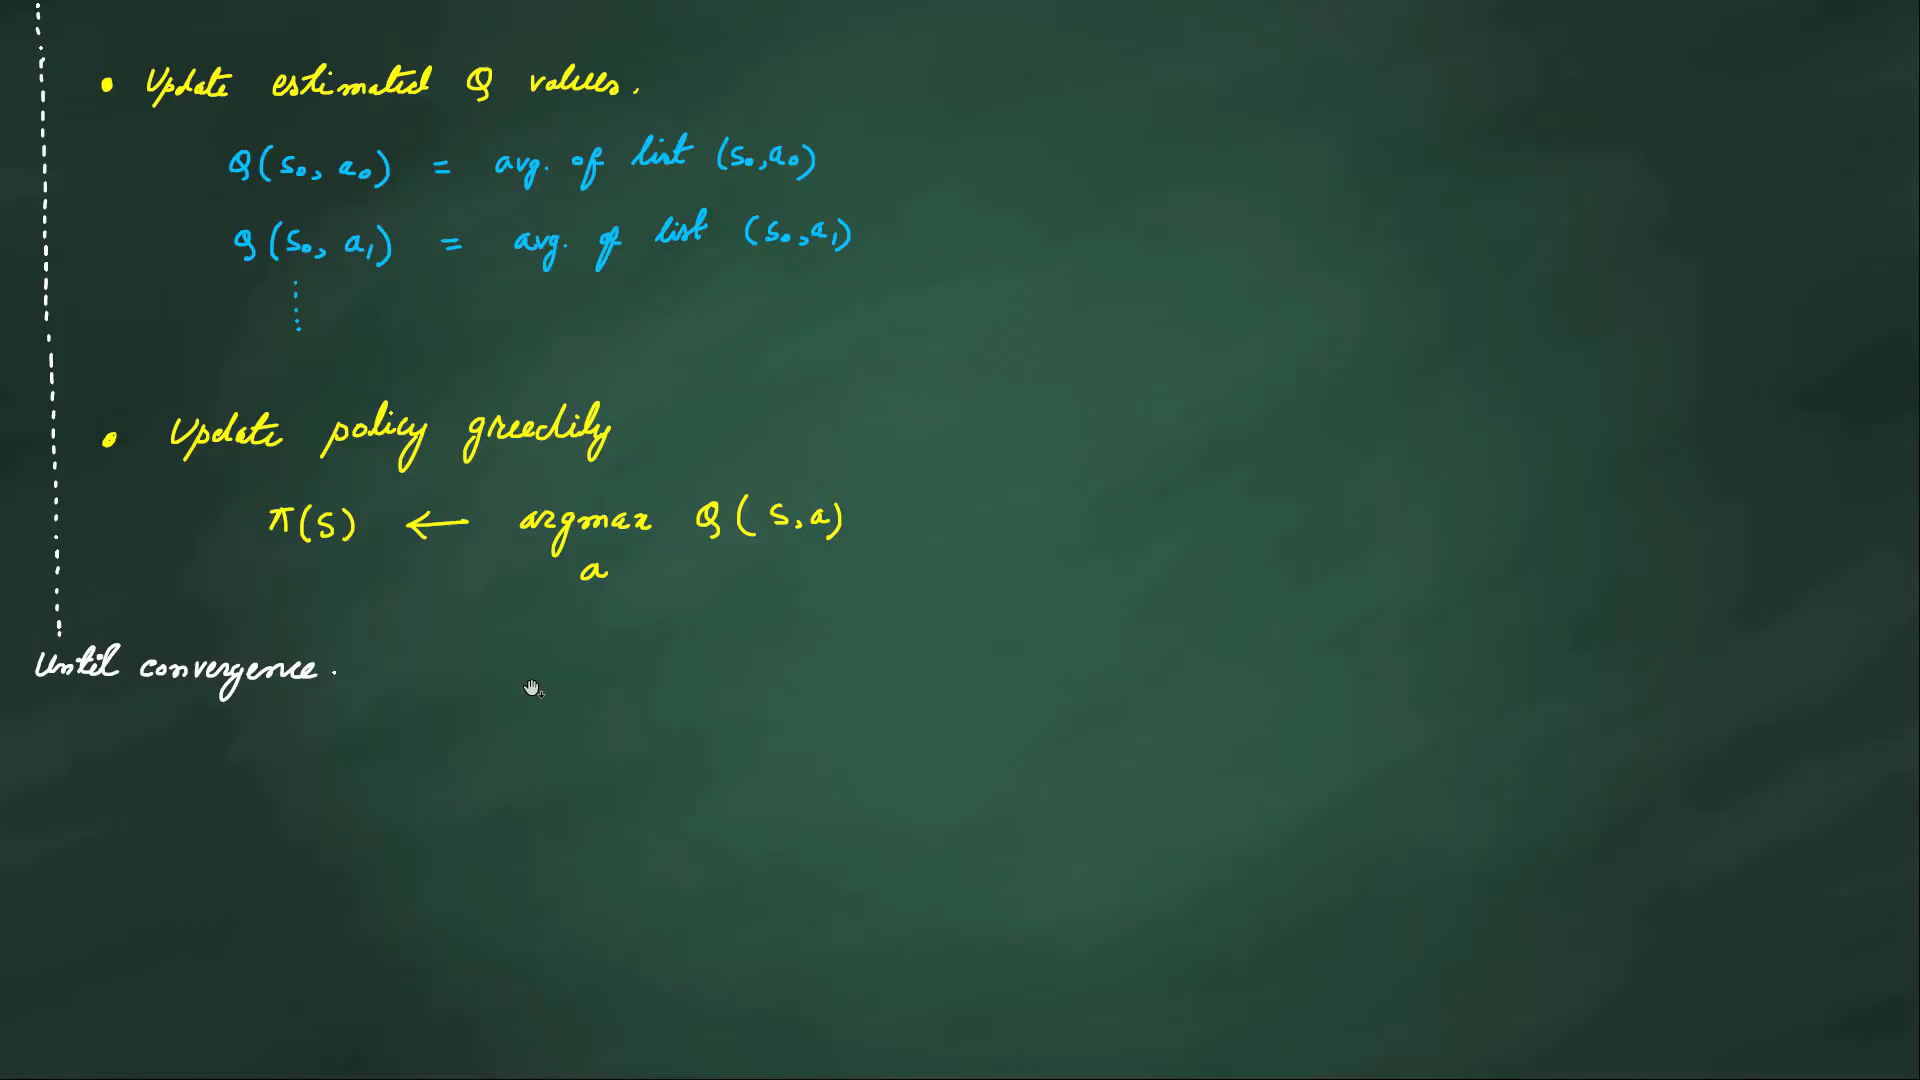 • Update estimated Q values.
Q(s₀, a₀) = avg. of list (s₀,a₀)
Q(s₀, a₁) = avg. of list (s₀,a₁)
• Update policy greedily
π(s) ← argmax Q(s,a)
a
Until convergence.